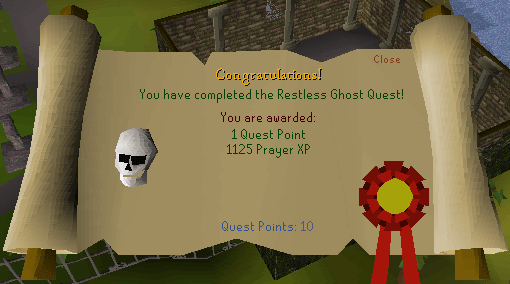 Close
Congratulations!
You have completed the Restless Ghost Quest!
You are awarded:
1 Quest Point
1125 Prayer XP
Quest Points: 10